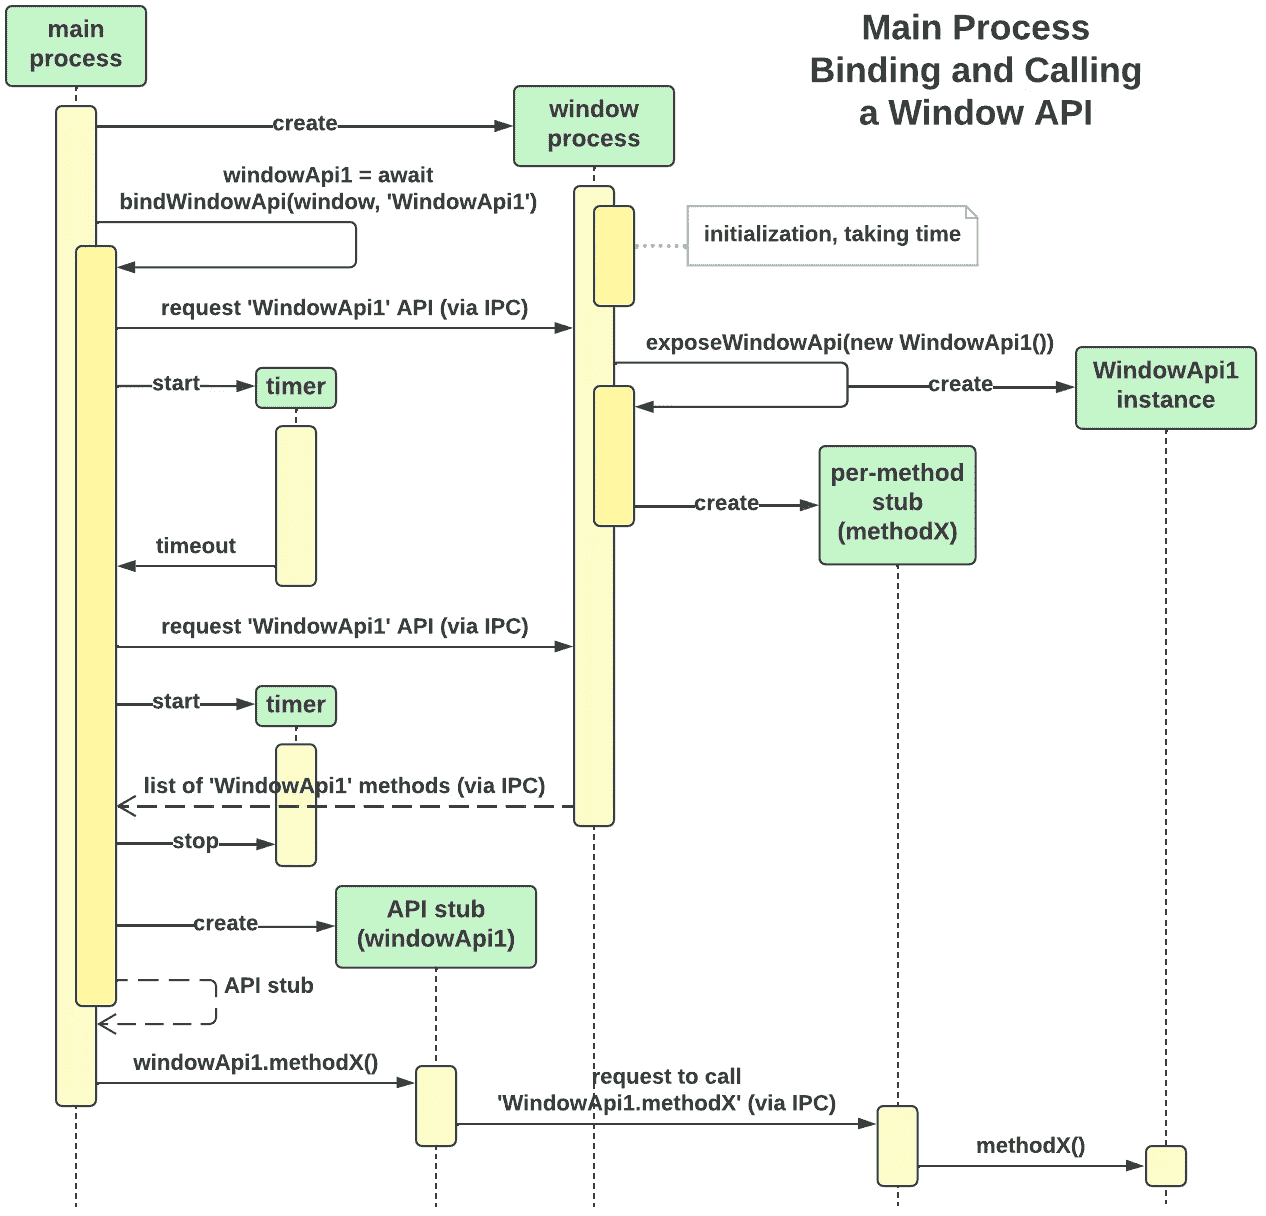 main
process
Main Process
Binding and Calling
a Window API
window
process
create
windowApi1 = await
bindWindowApi(window, 'WindowApi1')
initialization, taking time
request 'WindowApi1' API (via IPC)
exposeWindowApi(new WindowApi1())
start
timer
create
WindowApi1
instance
per-method
stub
(methodX)
create
timeout
request 'WindowApi1' API (via IPC)
start
timer
list of 'WindowApi1' methods (via IPC)
stop
create
API stub
(windowApi1)
API stub
windowApi1.methodX()
request to call
'WindowApi1.methodX' (via IPC)
methodX()